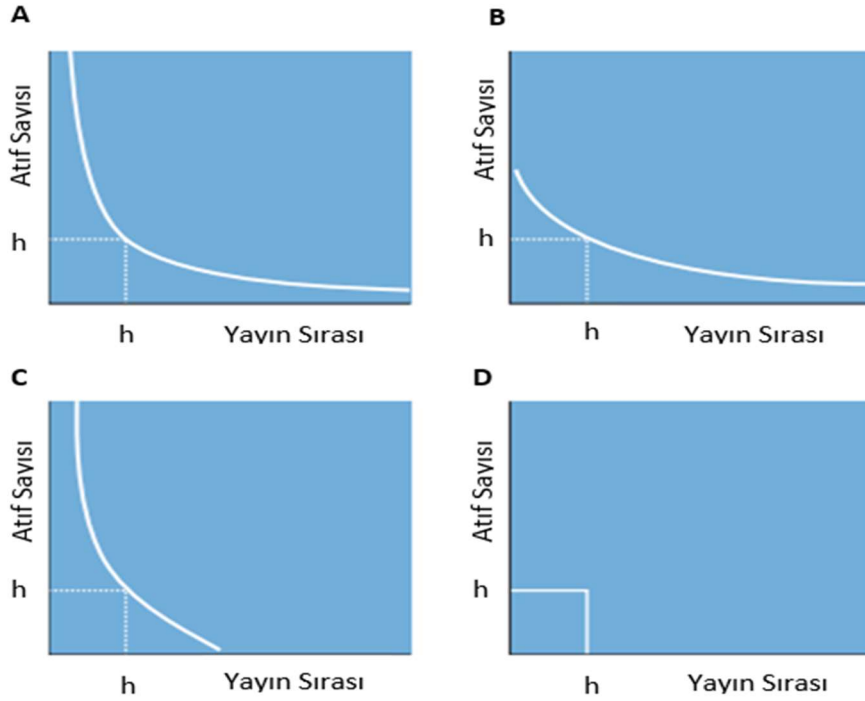 A
Atıf Sayısı
h
h
Yayın Sırası
B
Atıf Sayısı
h
h
Yayın Sırası
C
Atıf Sayısı
h
h
Yayın Sırası
D
Atıf Sayısı
h
h
Yayın Sırası